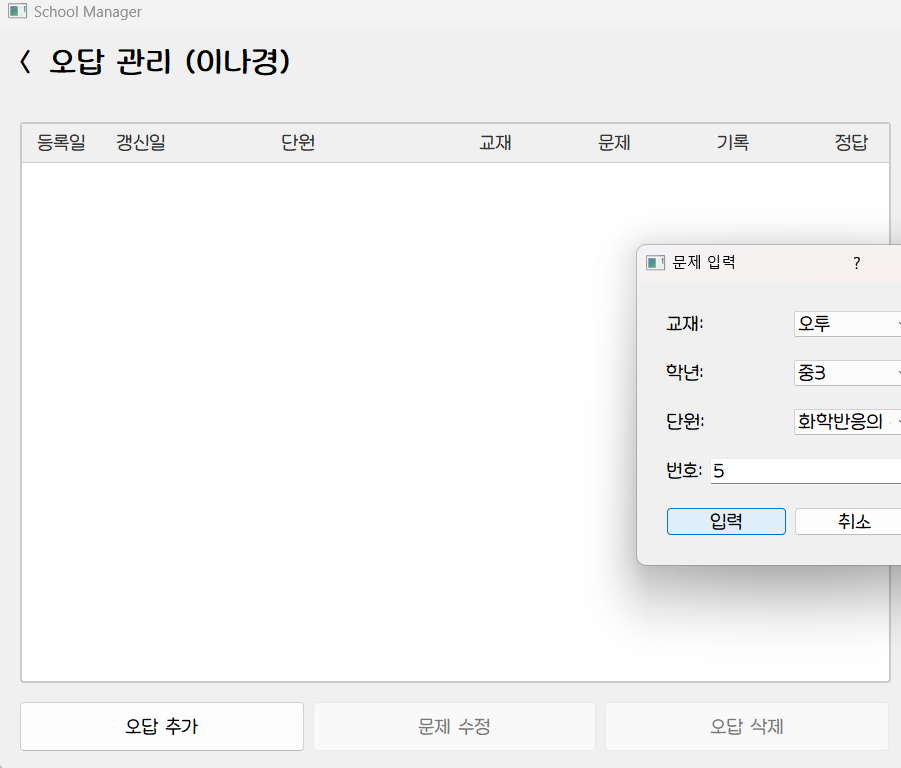 School Manager
〈 오답 관리 (이나경)
등록일 갱신일 단원 교재 문제 기록 정답
문제 입력 ?
교재: 오투
학년: 중3
단원: 화학반응의
번호: 5
입력 취소
오답 추가 문제 수정 오답 삭제